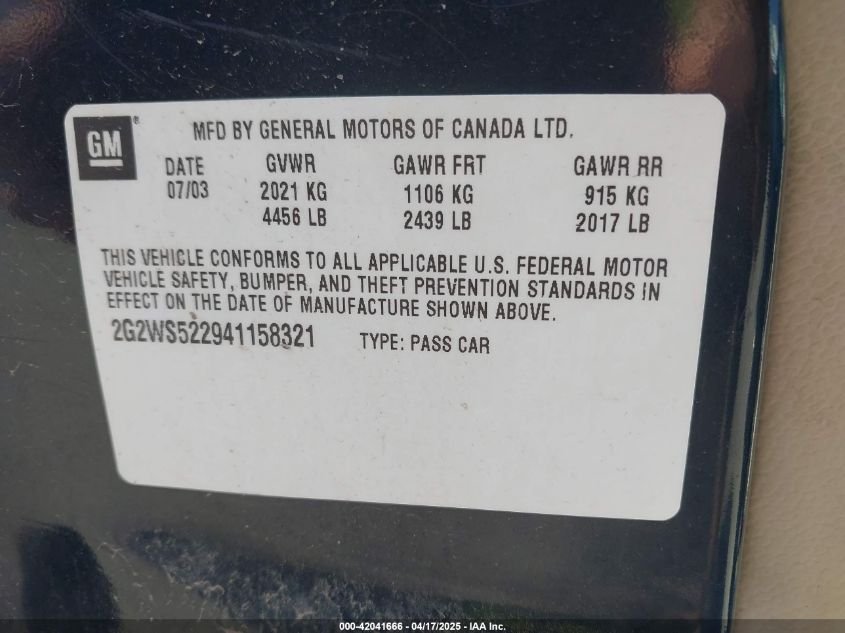 GM ®
MFD BY GENERAL MOTORS OF CANADA LTD.
DATE GVWR GAWR FRT GAWR RR
07/03 2021 KG 1106 KG 915 KG
4456 LB 2439 LB 2017 LB
THIS VEHICLE CONFORMS TO ALL APPLICABLE U.S. FEDERAL MOTOR
VEHICLE SAFETY, BUMPER, AND THEFT PREVENTION STANDARDS IN
EFFECT ON THE DATE OF MANUFACTURE SHOWN ABOVE.
2G2WS522941158321 TYPE: PASS CAR
000-42041666 - 04/17/2025 - IAA Inc.